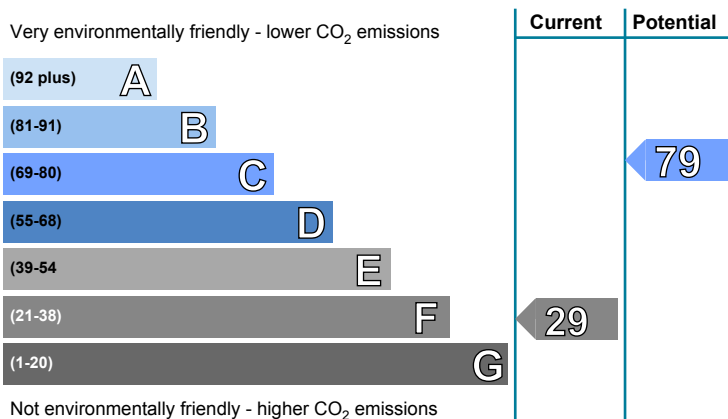 Current Potential
Very environmentally friendly - lower CO2 emissions
(92 plus) A
(81-91) B
(69-80) C
79
(55-68) D
(39-54 E
(21-38) F
29
(1-20) G
Not environmentally friendly - higher CO2 emissions